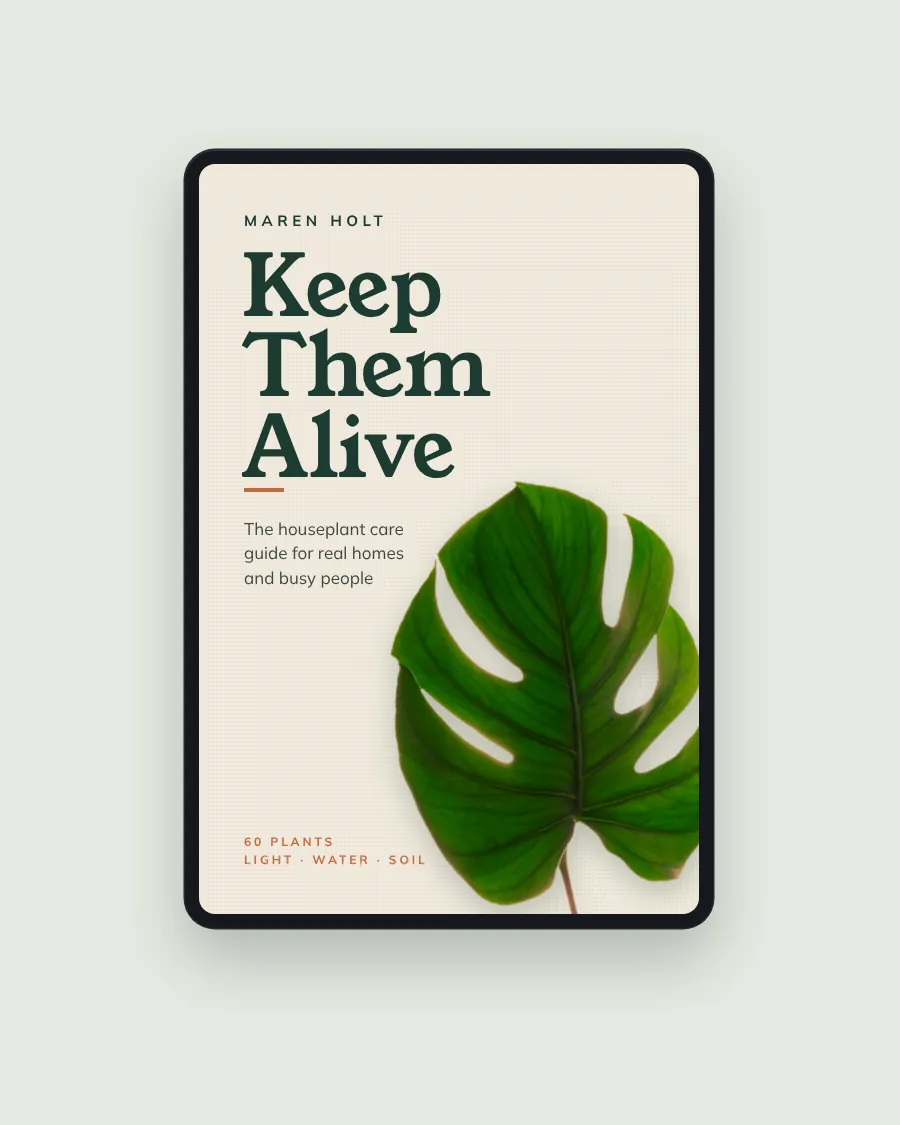 MAREN HOLT
Keep
Them
Alive
The houseplant care
guide for real homes
and busy people
60 PLANTS
LIGHT · WATER · SOIL